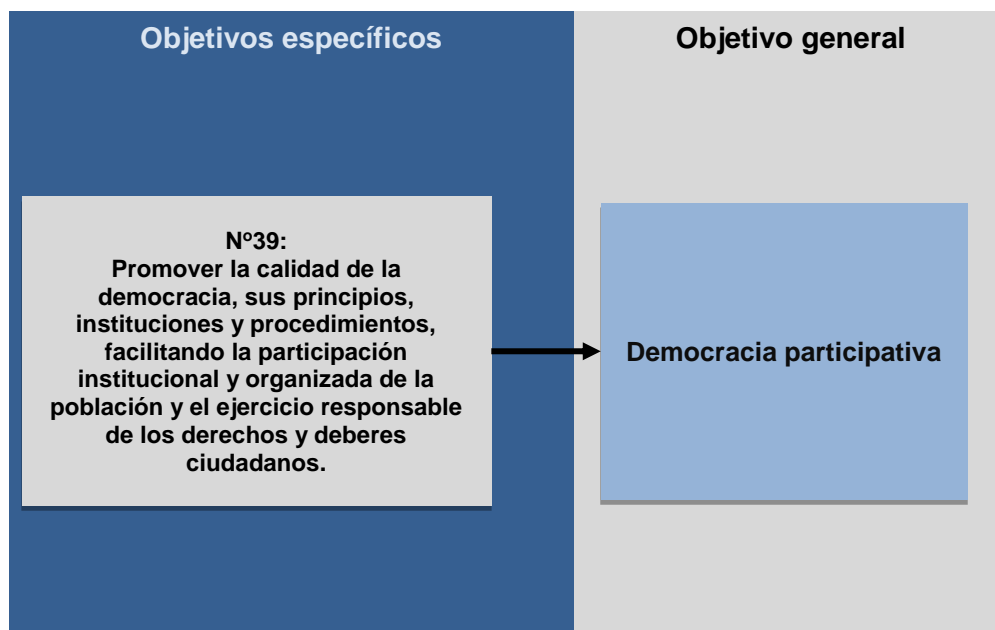 Objetivos específicos
Objetivo general
Nº39:
Promover la calidad de la
democracia, sus principios,
instituciones y procedimientos,
facilitando la participación
institucional y organizada de la
población y el ejercicio responsable
de los derechos y deberes
ciudadanos.
Democracia participativa